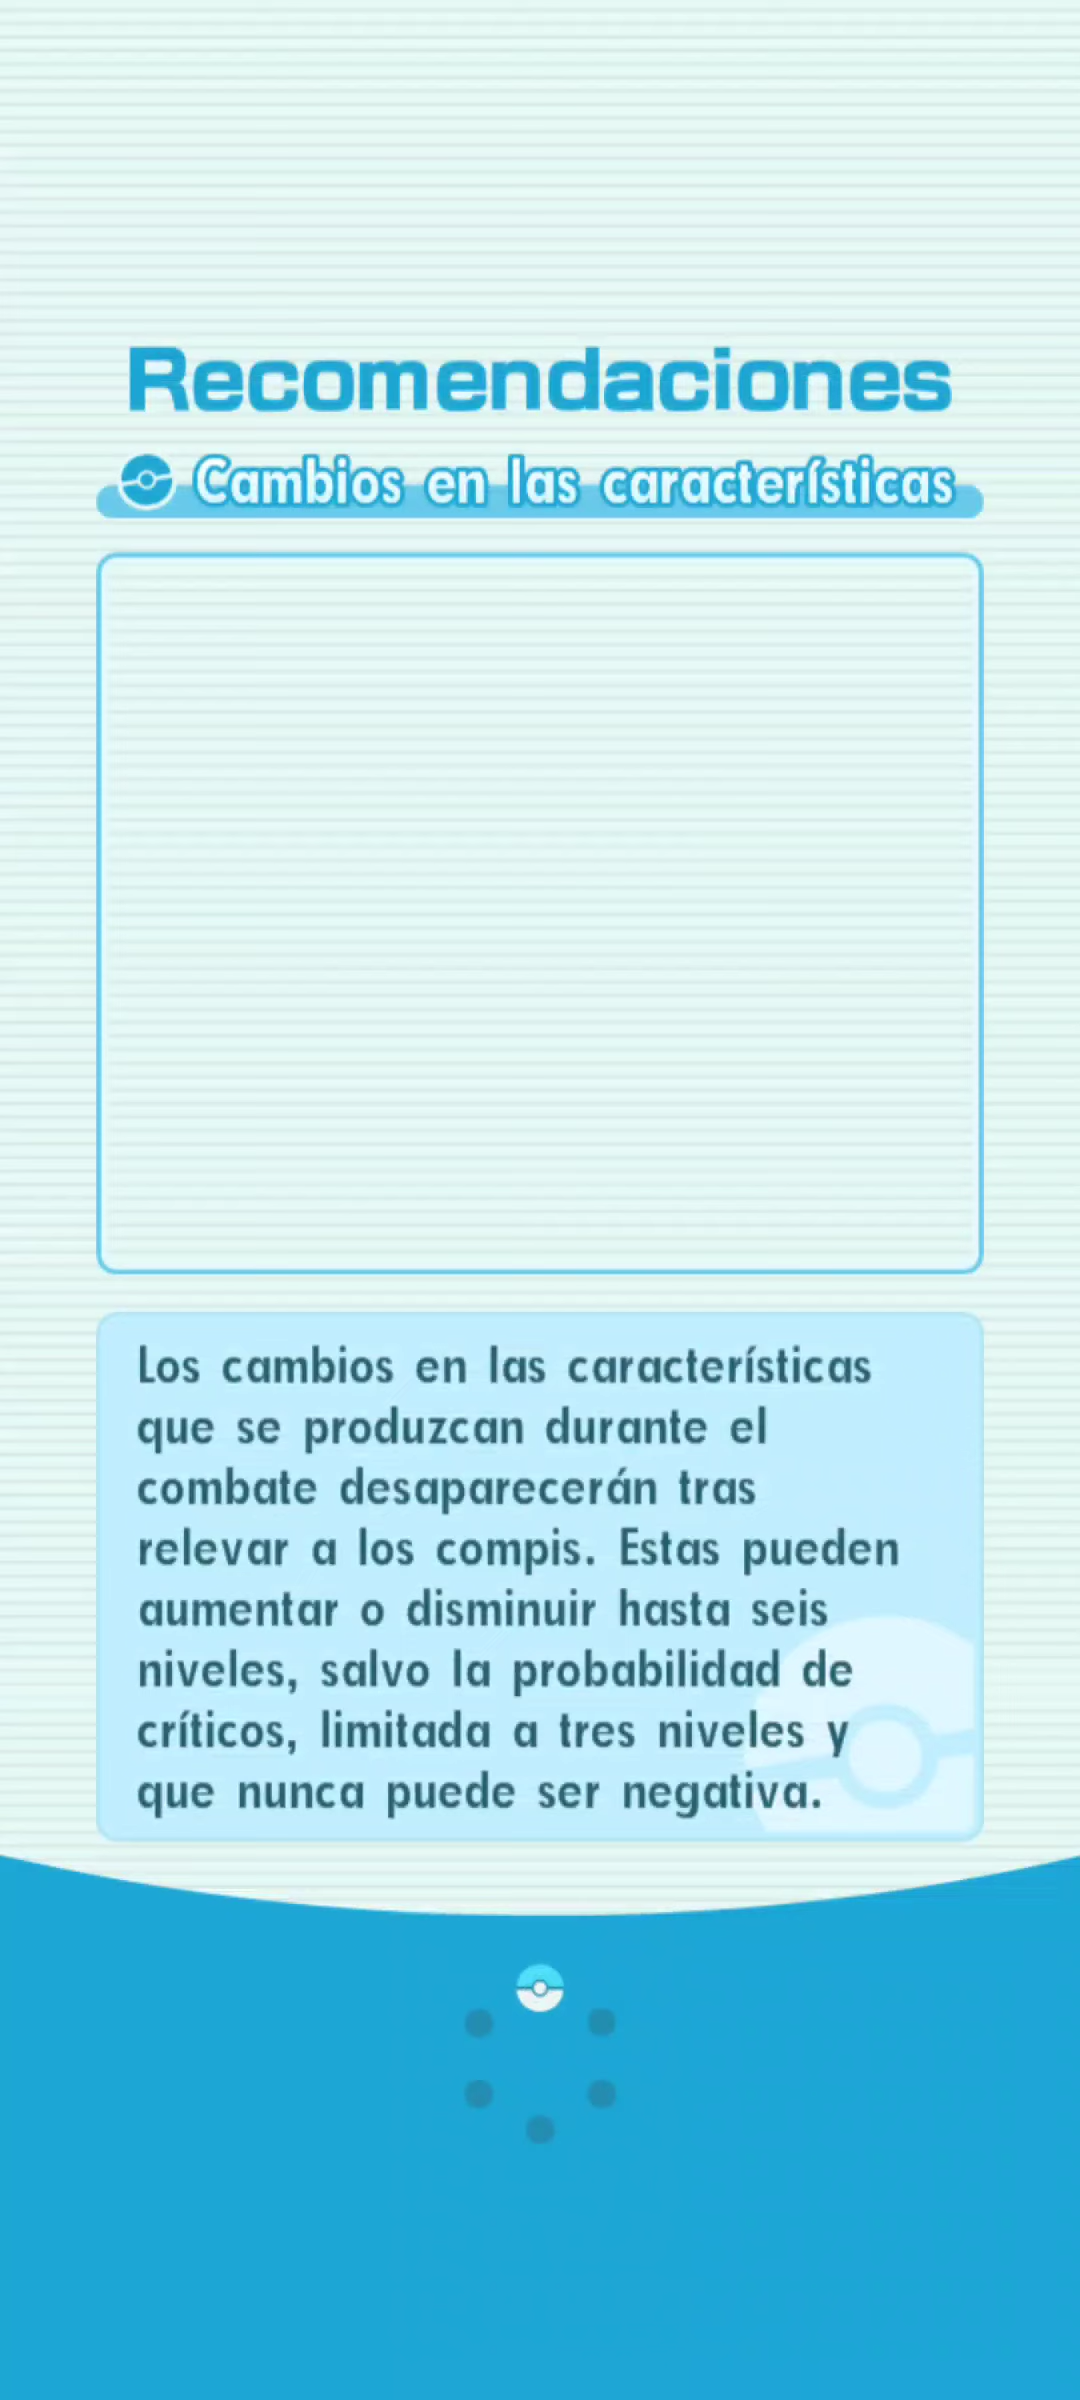 Recomendaciones
Cambios en las características
Los cambios en las características
que se produzcan durante el
combate desaparecerán tras
relevar a los compis. Estas pueden
aumentar o disminuir hasta seis
niveles, salvo la probabilidad de
críticos, limitada a tres niveles y
que nunca puede ser negativa.